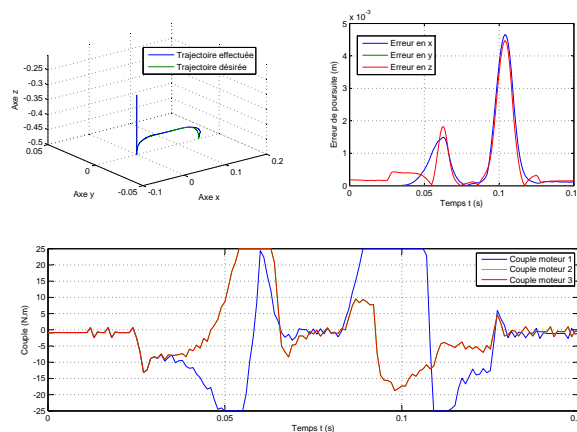 Trajectoire effectuée
Trajectoire désirée
-0.25
-0.3
-0.35
-0.4
-0.45
-0.5
0.05
0
-0.05
-0.1
0
0.1
0.2
Axe z
Axe y
Axe x
x 10^-3
Erreur en x
Erreur en y
Erreur en z
5
4
3
2
1
0
0
0.05
0.1
Erreur de poursuite (m)
Temps t (s)
Couple moteur 1
Couple moteur 2
Couple moteur 3
25
20
15
10
5
0
-5
-10
-15
-20
-25
0
0.05
0.1
Couple (N.m)
Temps t (s)